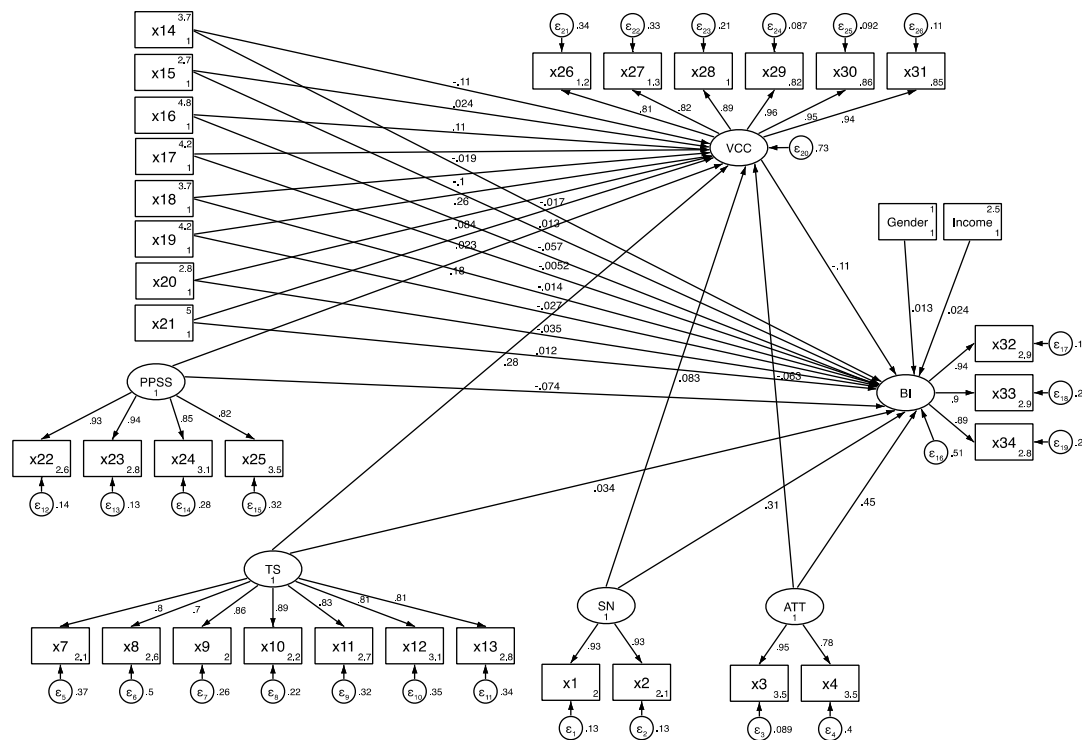 3.7
x14
1
2.7
x15
1
4.8
x16
1
4.2
x17
1
3.7
x18
1
4.2
x19
1
2.8
x20
1
5
x21
1
ε21 .34
ε22 .33
ε23 .21
ε24 .087
ε25 .092
ε26 .11
x26 1.2
x27 1.3
x28 1
x29 .82
x30 .86
x31 .85
.81
.82
.89
.96
.95
.94
VCC
ε20 .73
-.11
.024
.11
-.019
-.1
.26
.084
.023
.18
-.017
.013
-.057
-.0052
-.014
-.027
-.035
.012
-.074
.28
.083
-.063
-.11
Gender 1 1
Income 2.5 1
.013
.024
BI
ε16 .51
.94
.9
.89
x32 2.9
ε17 .1
x33 2.9
ε18 .2
x34 2.8
ε19 .2
PPSS
1
.93
.94
.85
.82
x22 2.6
x23 2.8
x24 3.1
x25 3.5
ε12 .14
ε13 .13
ε14 .28
ε15 .32
.034
.31
.45
TS
1
.8
.7
.86
.89
.83
.81
.81
x7 2.1
x8 2.6
x9 2
x10 2.2
x11 2.7
x12 3.1
x13 2.8
ε5 .37
ε6 .5
ε7 .26
ε8 .22
ε9 .32
ε10 .35
ε11 .34
SN
1
.93
.93
x1 2
x2 2.1
ε1 .13
ε2 .13
ATT
1
.95
.78
x3 3.5
x4 3.5
ε3 .089
ε4 .4